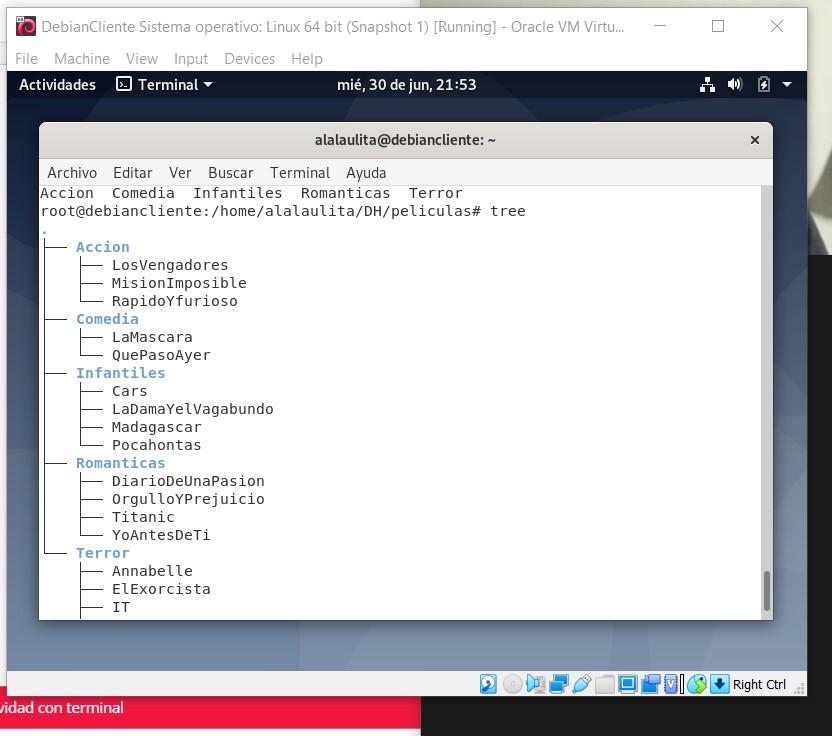 DebianCliente Sistema operativo: Linux 64 bit (Snapshot 1) [Running] - Oracle VM Virtu...
File Machine View Input Devices Help
Actividades Terminal mié, 30 de jun, 21:53
alalaulita@debiancliente: ~
Archivo Editar Ver Buscar Terminal Ayuda
Accion  Comedia  Infantiles  Romanticas  Terror
root@debiancliente:/home/alalaulita/DH/peliculas# tree
.
├── Accion
│   ├── LosVengadores
│   ├── MisionImposible
│   └── RapidoYfurioso
├── Comedia
│   ├── LaMascara
│   └── QuePasoAyer
├── Infantiles
│   ├── Cars
│   ├── LaDamaYelVagabundo
│   ├── Madagascar
│   └── Pocahontas
├── Romanticas
│   ├── DiarioDeUnaPasion
│   ├── OrgulloYPrejuicio
│   ├── Titanic
│   └── YoAntesDeTi
└── Terror
    ├── Annabelle
    ├── ElExorcista
    ├── IT
Right Ctrl
vidad con terminal